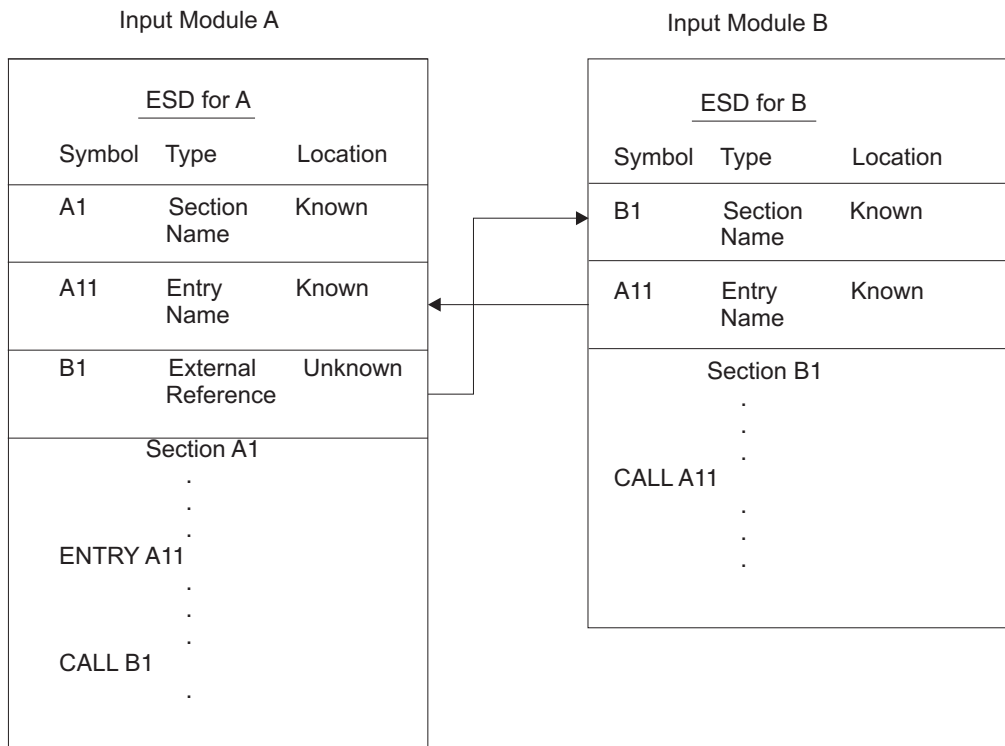 Input Module A
ESD for A
Symbol Type Location
A1 Section Name Known
A11 Entry Name Known
B1 External Reference Unknown
Section A1
.
.
.
ENTRY A11
.
.
.
CALL B1
.
Input Module B
ESD for B
Symbol Type Location
B1 Section Name Known
A11 Entry Name Known
Section B1
.
.
.
CALL A11
.
.
.